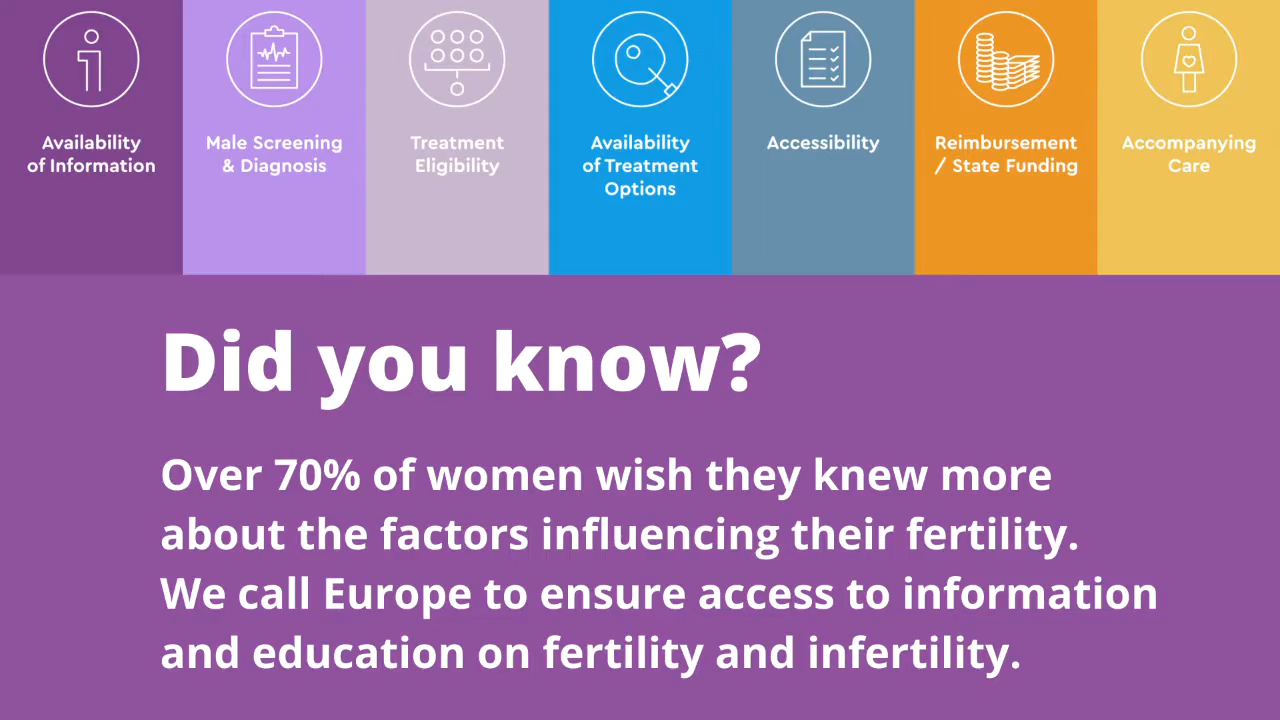 Availability
of Information
Male Screening
& Diagnosis
Treatment
Eligibility
Availability
of Treatment
Options
Accessibility
Reimbursement
/ State Funding
Accompanying
Care
Did you know?
Over 70% of women wish they knew more
about the factors influencing their fertility.
We call Europe to ensure access to information
and education on fertility and infertility.